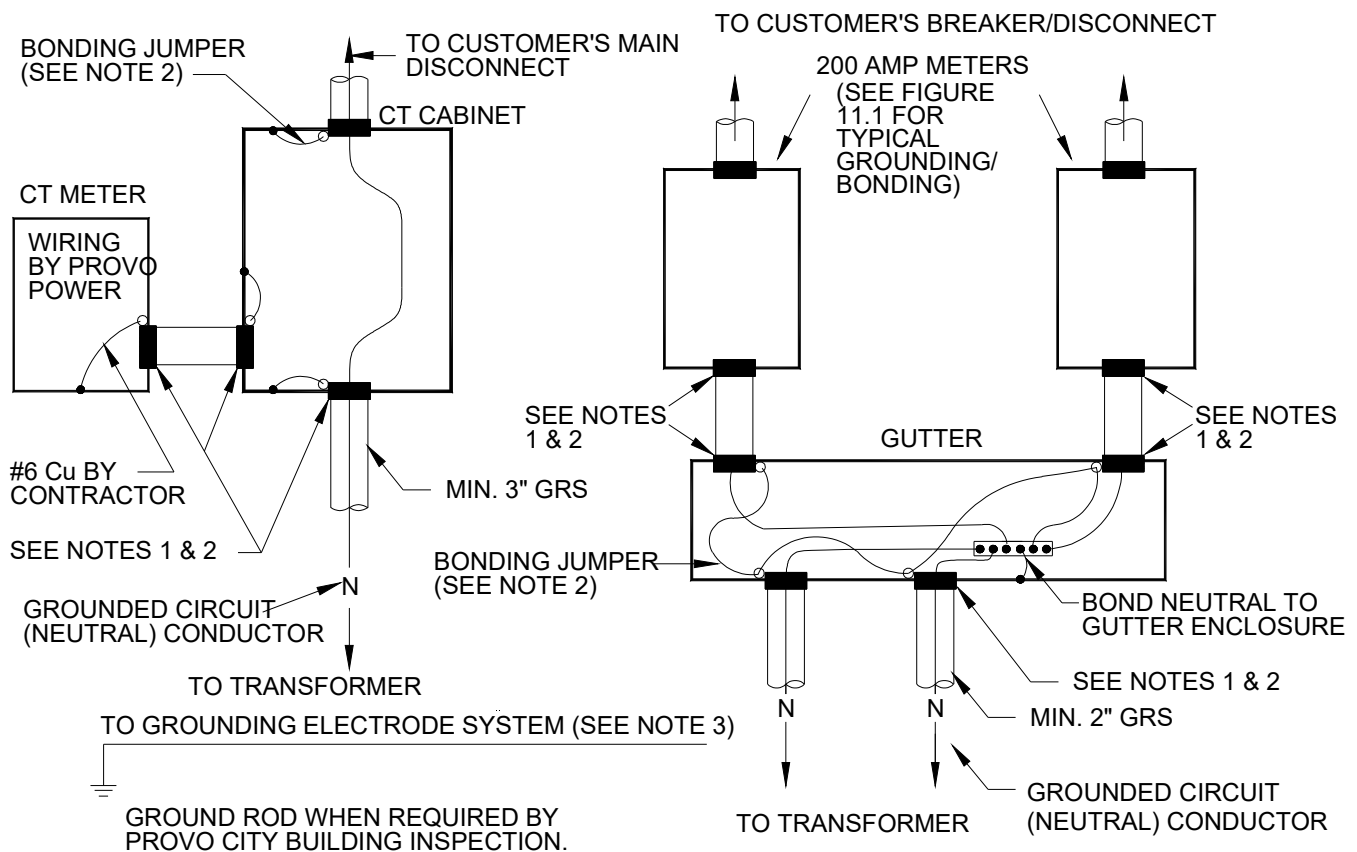 BONDING JUMPER
(SEE NOTE 2)
TO CUSTOMER'S MAIN
DISCONNECT
CT CABINET
CT METER
WIRING
BY PROVO
POWER
#6 Cu BY
CONTRACTOR
MIN. 3" GRS
SEE NOTES 1 & 2
N
GROUNDED CIRCUIT
(NEUTRAL) CONDUCTOR
TO TRANSFORMER
TO GROUNDING ELECTRODE SYSTEM (SEE NOTE 3)
GROUND ROD WHEN REQUIRED BY
PROVO CITY BUILDING INSPECTION.
TO CUSTOMER'S BREAKER/DISCONNECT
200 AMP METERS
(SEE FIGURE
11.1 FOR
TYPICAL
GROUNDING/
BONDING)
SEE NOTES
1 & 2
GUTTER
SEE NOTES
1 & 2
BONDING JUMPER
(SEE NOTE 2)
BOND NEUTRAL TO
GUTTER ENCLOSURE
SEE NOTES 1 & 2
MIN. 2" GRS
N
N
GROUNDED CIRCUIT
(NEUTRAL) CONDUCTOR
TO TRANSFORMER